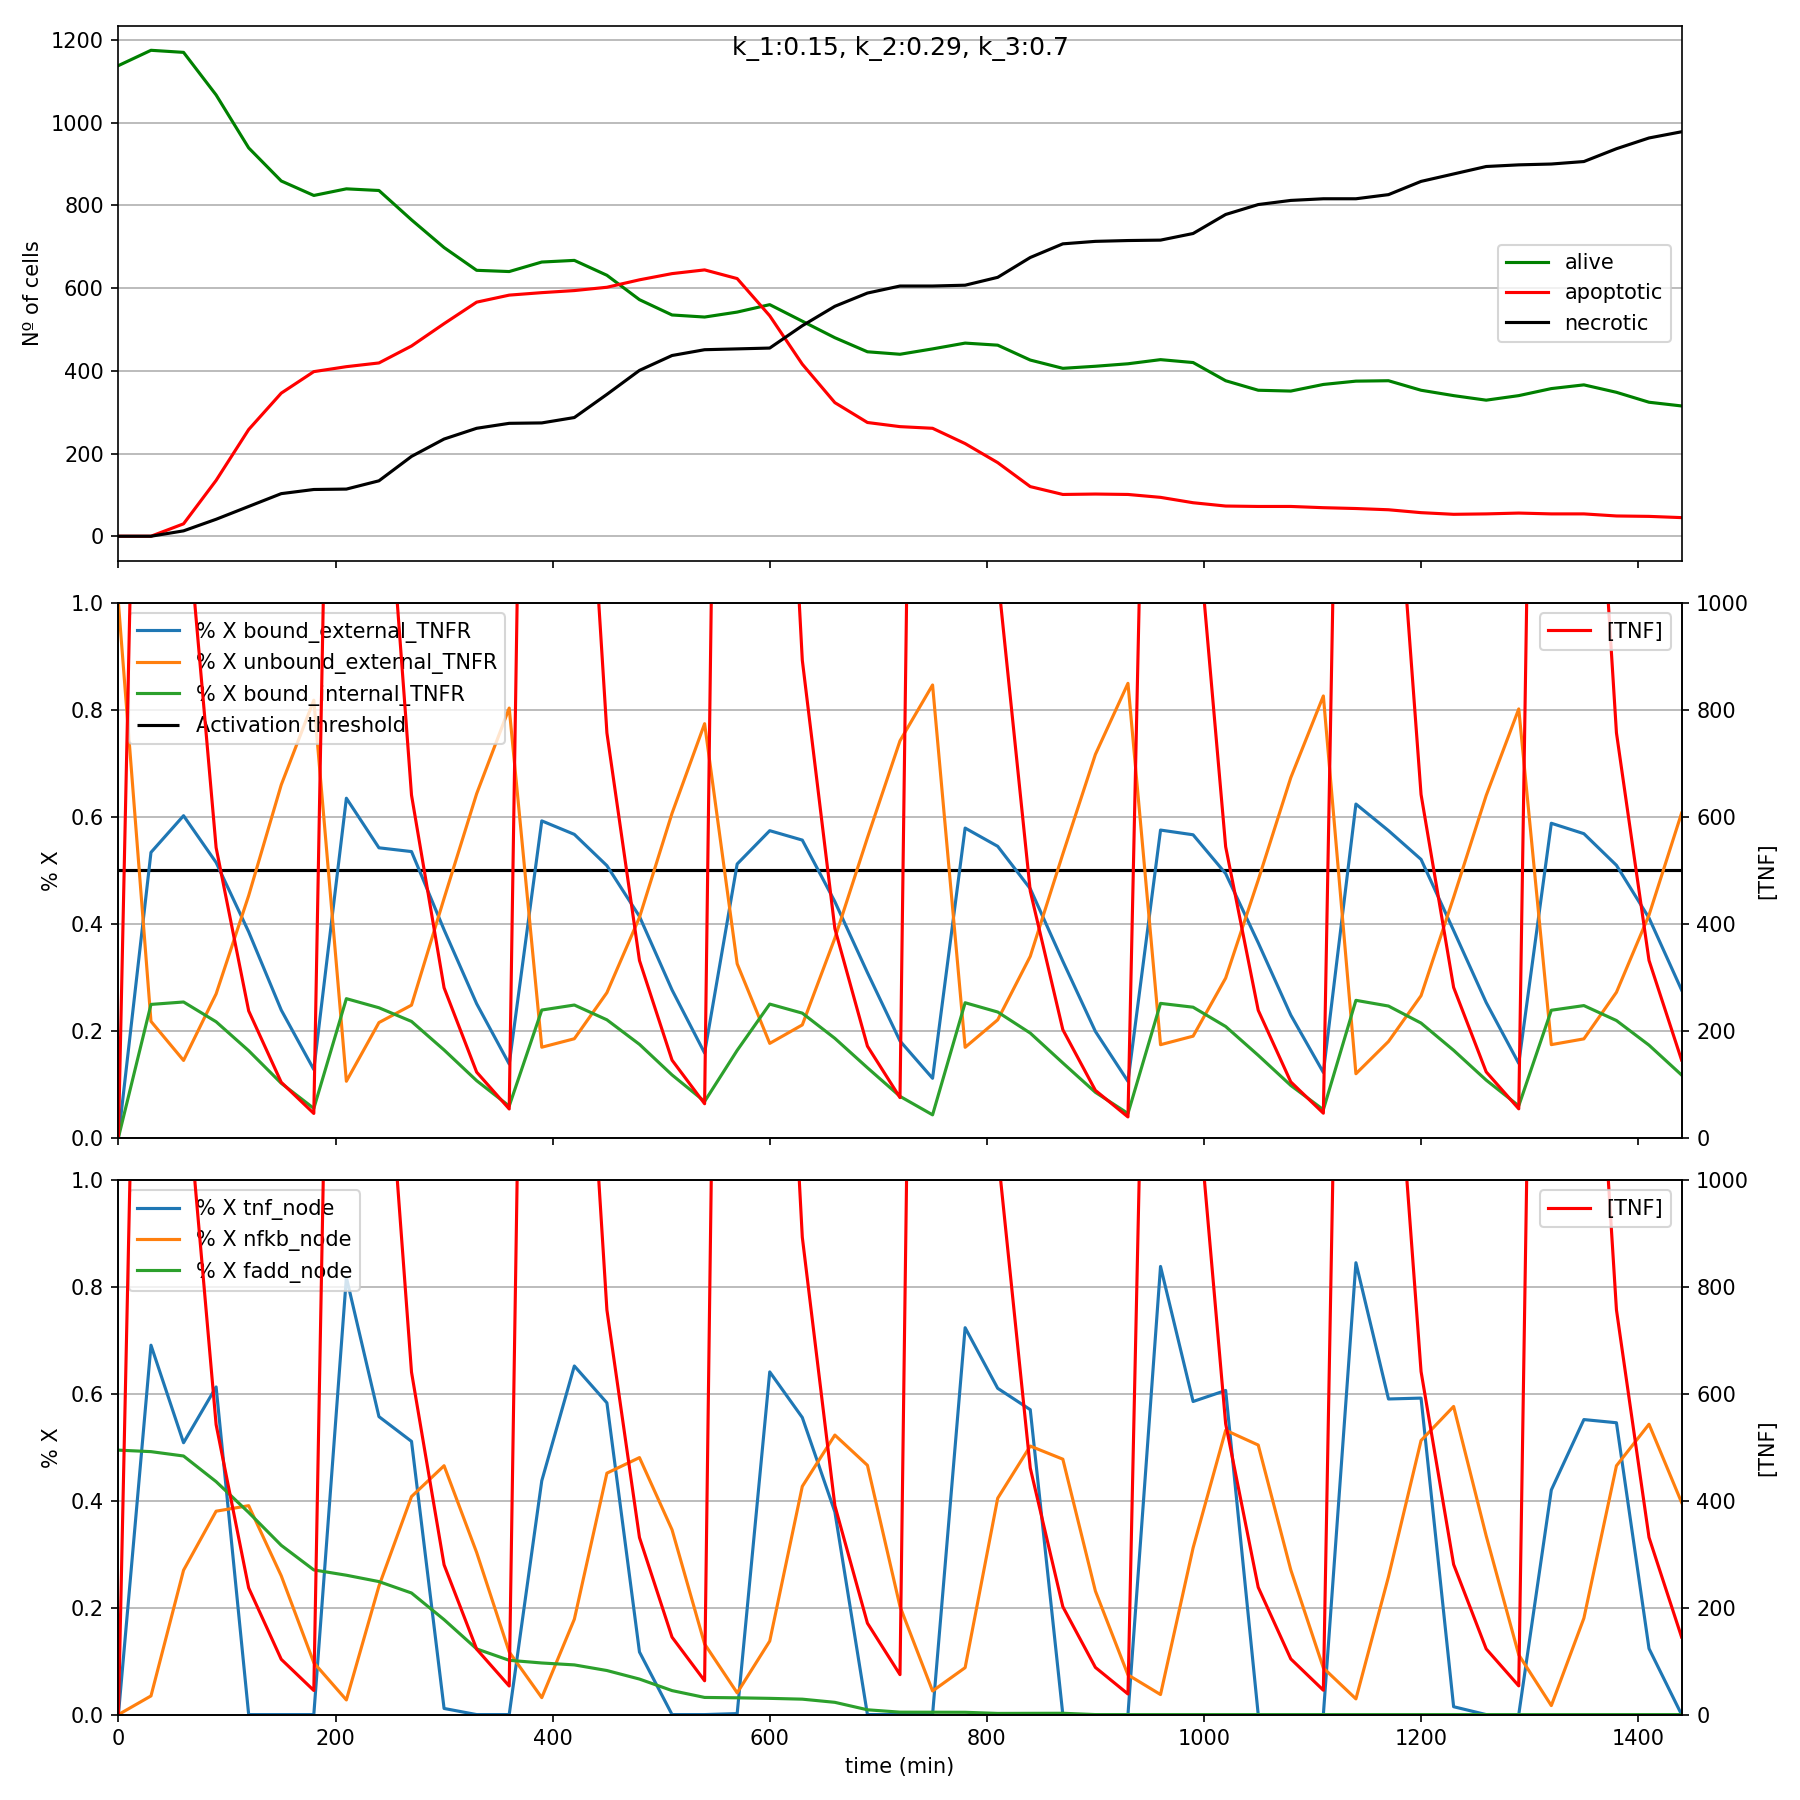 k_1:0.15, k_2:0.29, k_3:0.7
1200
1000
800
600
400
200
0
Nº of cells
alive
apoptotic
necrotic
1.0
0.8
0.6
0.4
0.2
0.0
% X
% X bound_external_TNFR
% X unbound_external_TNFR
% X bound_internal_TNFR
Activation threshold
[TNF]
1000
800
600
400
200
0
[TNF]
1.0
0.8
0.6
0.4
0.2
0.0
% X
% X tnf_node
% X nfkb_node
% X fadd_node
[TNF]
1000
800
600
400
200
0
[TNF]
0 200 400 600 800 1000 1200 1400
time (min)